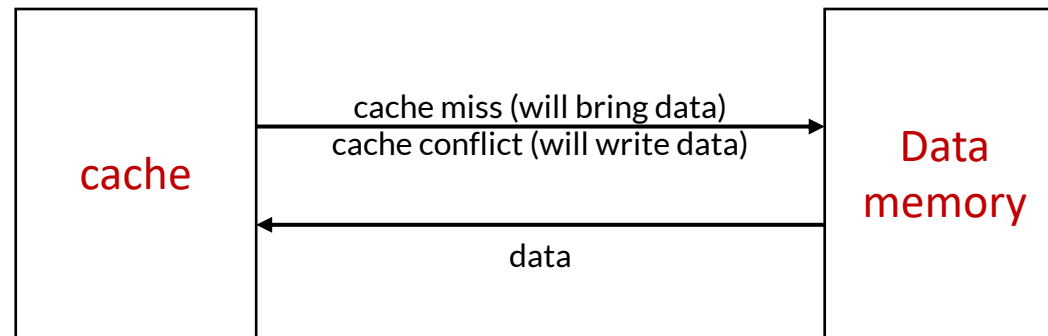 cache
cache miss (will bring data)
cache conflict (will write data)
data
Data
memory